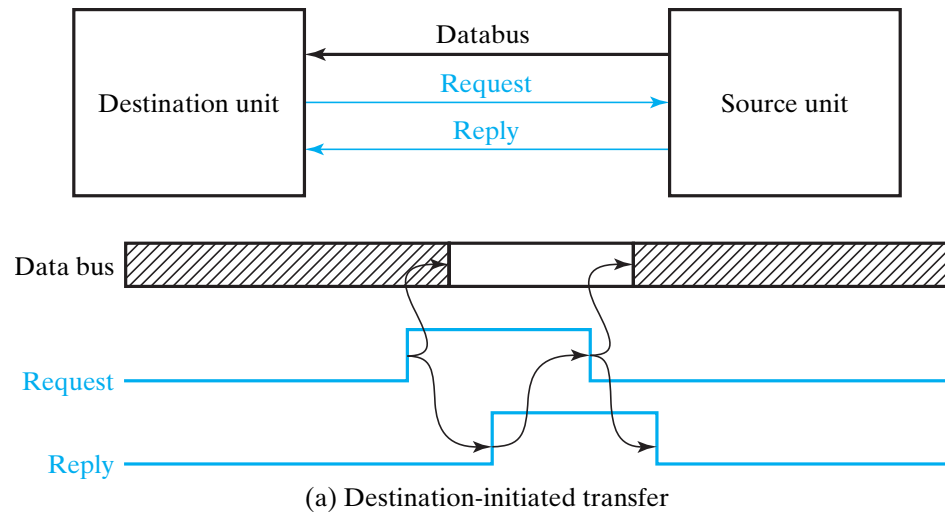 Databus
Destination unit
Request
Source unit
Reply
Data bus
Request
Reply
(a) Destination-initiated transfer